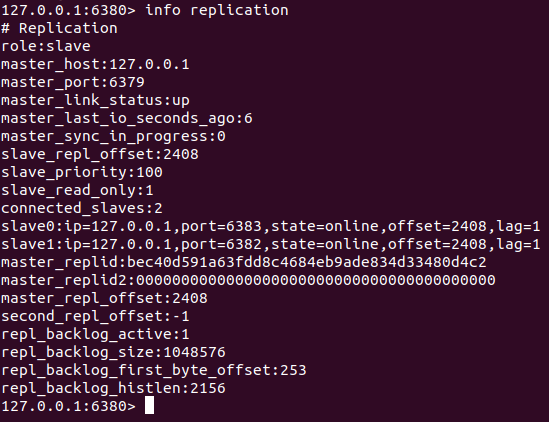 127.0.0.1:6380> info replication
# Replication
role:slave
master_host:127.0.0.1
master_port:6379
master_link_status:up
master_last_io_seconds_ago:6
master_sync_in_progress:0
slave_repl_offset:2408
slave_priority:100
slave_read_only:1
connected_slaves:2
slave0:ip=127.0.0.1,port=6383,state=online,offset=2408,lag=1
slave1:ip=127.0.0.1,port=6382,state=online,offset=2408,lag=1
master_replid:bec40d591a63fdd8c4684eb9ade834d33480d4c2
master_replid2:0000000000000000000000000000000000000000
master_repl_offset:2408
second_repl_offset:-1
repl_backlog_active:1
repl_backlog_size:1048576
repl_backlog_first_byte_offset:253
repl_backlog_histlen:2156
127.0.0.1:6380>